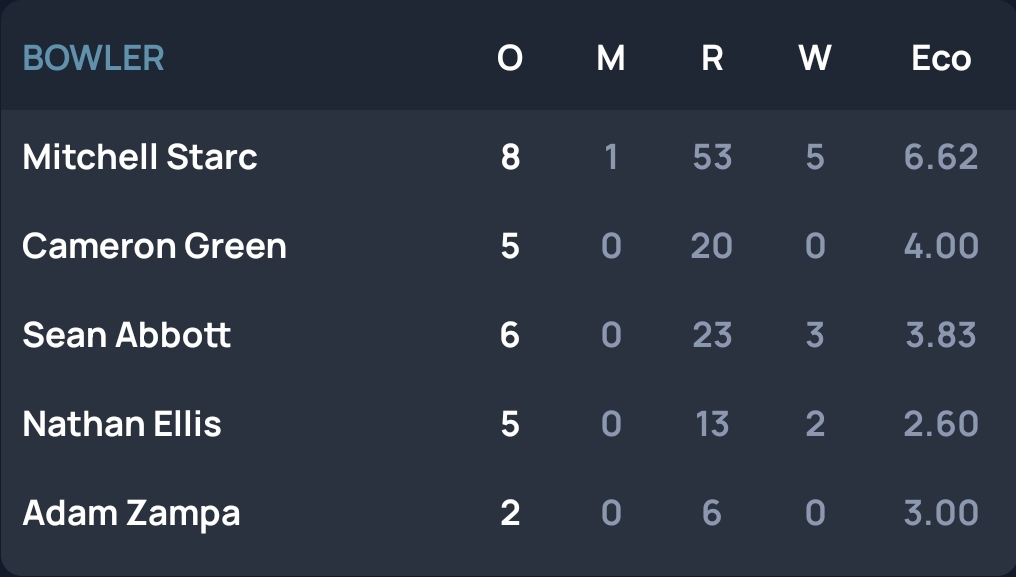 BOWLER O M R W Eco
Mitchell Starc 8 1 53 5 6.62
Cameron Green 5 0 20 0 4.00
Sean Abbott 6 0 23 3 3.83
Nathan Ellis 5 0 13 2 2.60
Adam Zampa 2 0 6 0 3.00